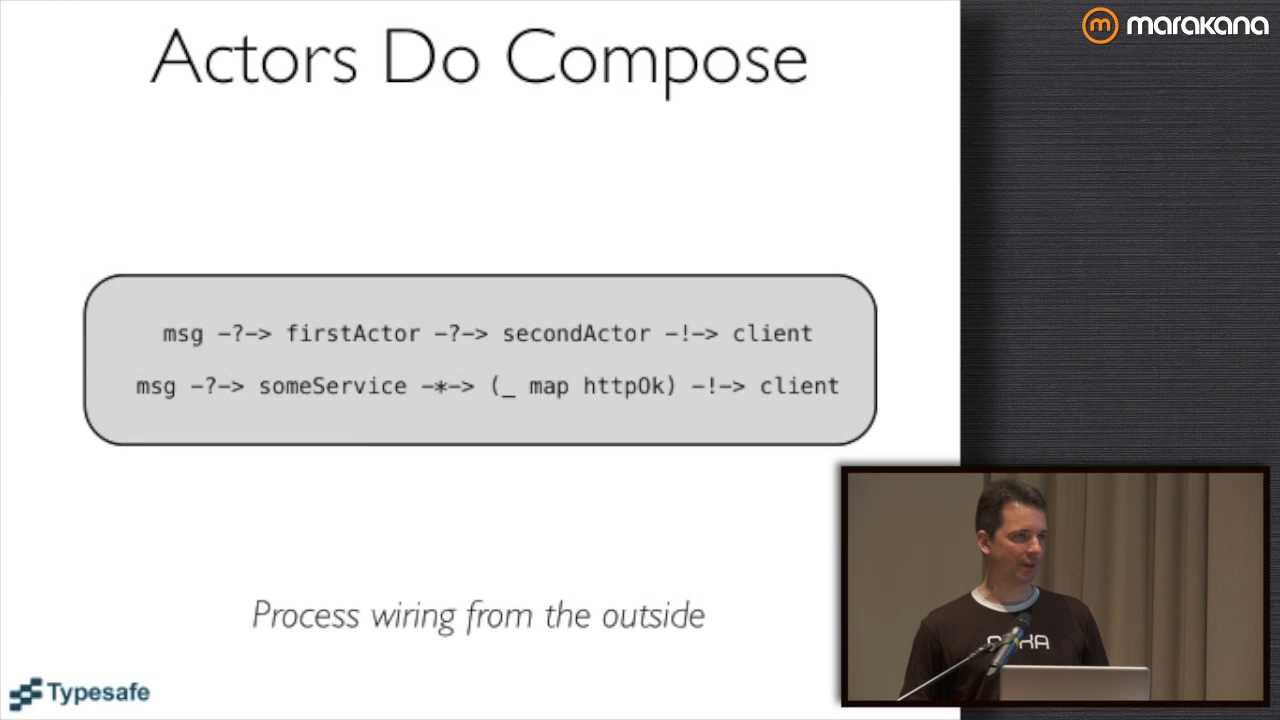 Actors Do Compose
marakana
msg -?-> firstActor -?-> secondActor -!-> client
msg -?-> someService -*-> (_ map httpOk) -!-> client
Process wiring from the outside
Typesafe